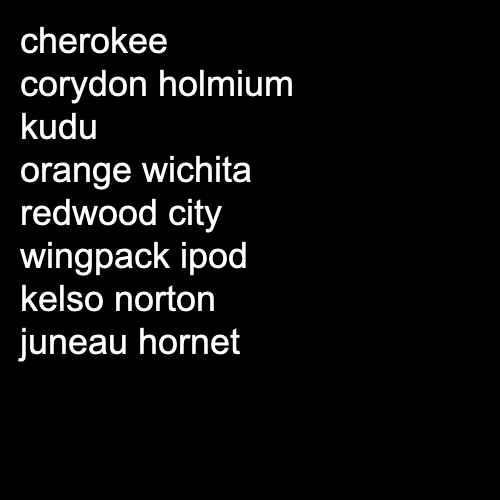 cherokee
corydon holmium
kudu
orange wichita
redwood city
wingpack ipod
kelso norton
juneau hornet